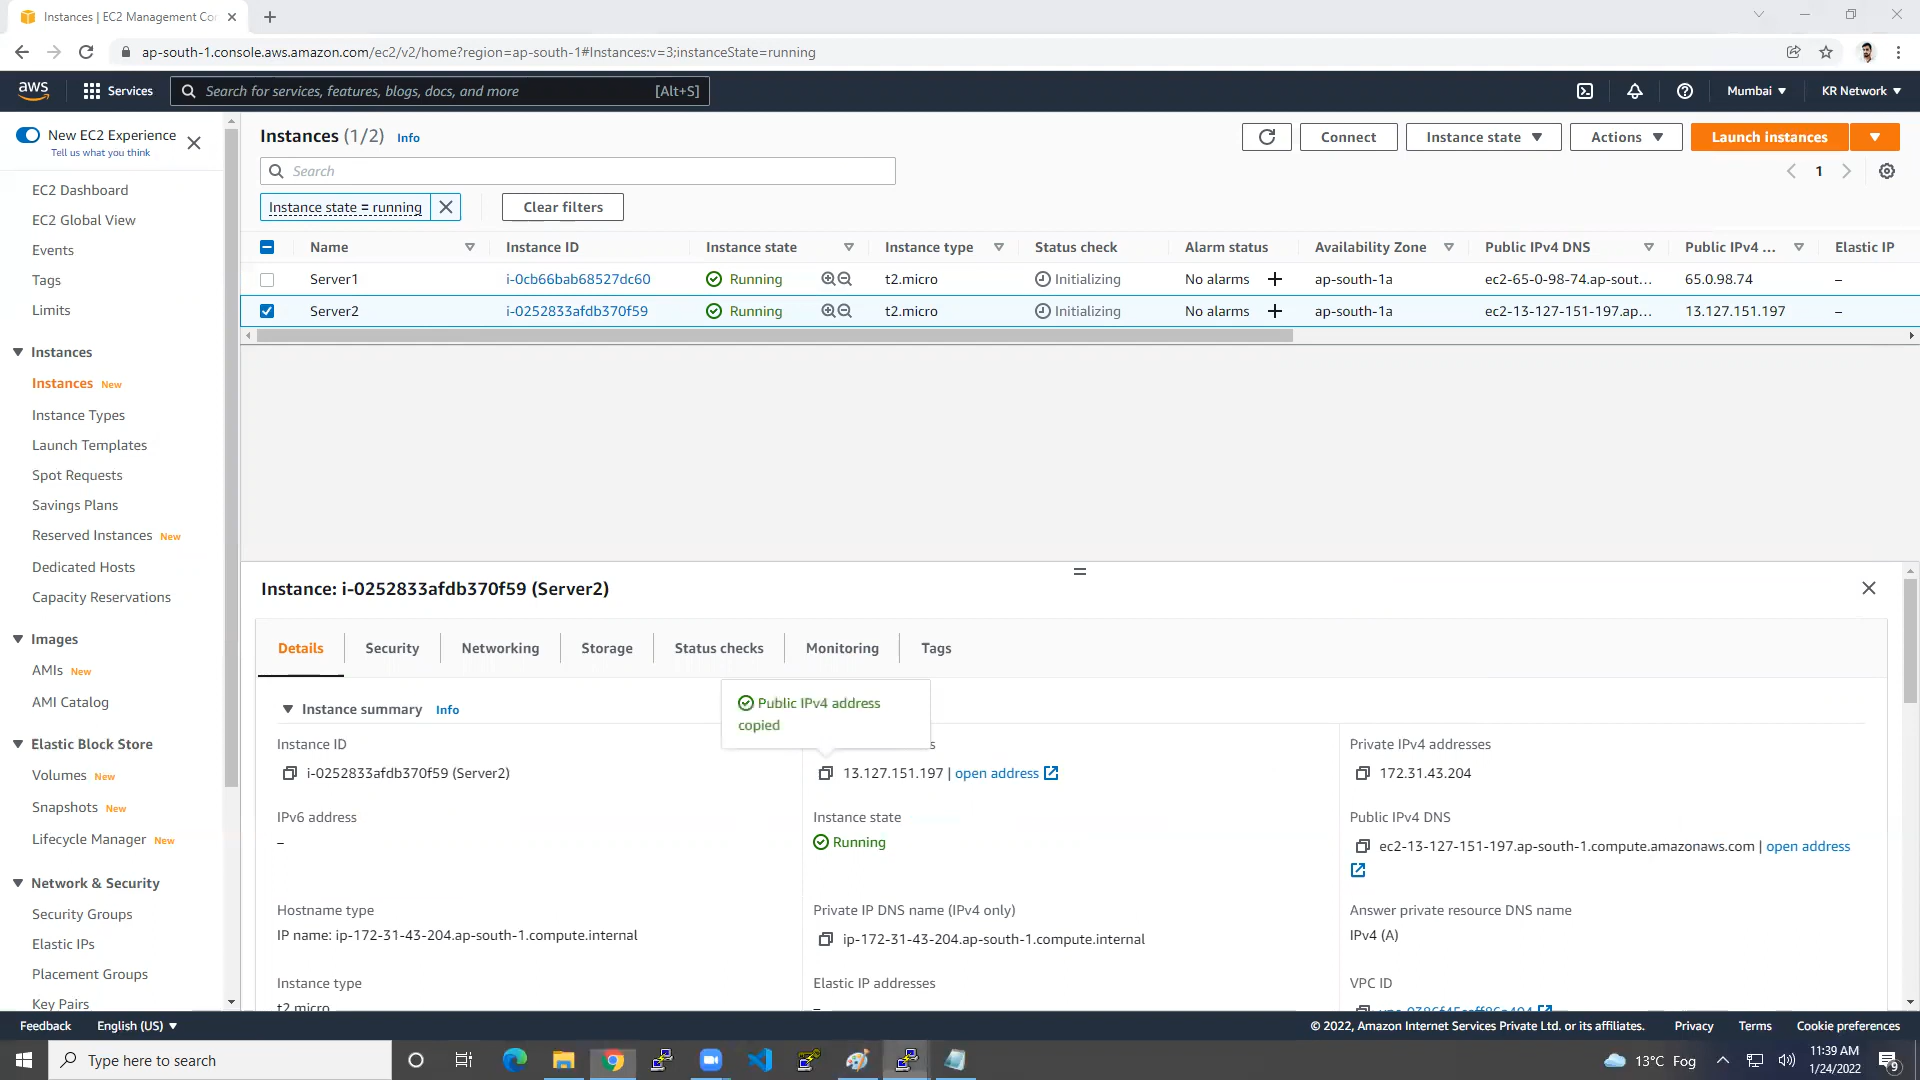 Instances | EC2 Management Con
ap-south-1.console.aws.amazon.com/ec2/v2/home?region=ap-south-1#Instances:v=3;instanceState=running
aws
Services
Search for services, features, blogs, docs, and more
[Alt+S]
Mumbai
KR Network
New EC2 Experience
Tell us what you think
EC2 Dashboard
EC2 Global View
Events
Tags
Limits
Instances
Instances New
Instance Types
Launch Templates
Spot Requests
Savings Plans
Reserved Instances New
Dedicated Hosts
Capacity Reservations
Images
AMIs New
AMI Catalog
Elastic Block Store
Volumes New
Snapshots New
Lifecycle Manager New
Network & Security
Security Groups
Elastic IPs
Placement Groups
Key Pairs
Instances (1/2) Info
Connect
Instance state
Actions
Launch instances
Search
1
Instance state = running
Clear filters
Name Instance ID Instance state Instance type Status check Alarm status Availability Zone Public IPv4 DNS Public IPv4 ... Elastic IP
Server1 i-0cb66bab68527dc60 Running t2.micro Initializing No alarms ap-south-1a ec2-65-0-98-74.ap-sout... 65.0.98.74 –
Server2 i-0252833afdb370f59 Running t2.micro Initializing No alarms ap-south-1a ec2-13-127-151-197.ap... 13.127.151.197 –
Instance: i-0252833afdb370f59 (Server2)
Details Security Networking Storage Status checks Monitoring Tags
Public IPv4 address
copied
Instance summary Info
Instance ID
i-0252833afdb370f59 (Server2)
s
13.127.151.197 | open address
Private IPv4 addresses
172.31.43.204
IPv6 address
–
Instance state
Running
Public IPv4 DNS
ec2-13-127-151-197.ap-south-1.compute.amazonaws.com | open address
Hostname type
IP name: ip-172-31-43-204.ap-south-1.compute.internal
Private IP DNS name (IPv4 only)
ip-172-31-43-204.ap-south-1.compute.internal
Answer private resource DNS name
IPv4 (A)
Instance type
t2.micro
Elastic IP addresses
–
VPC ID
Feedback
English (US)
© 2022, Amazon Internet Services Private Ltd. or its affiliates.
Privacy
Terms
Cookie preferences
Type here to search
13°C Fog
11:39 AM
1/24/2022
9